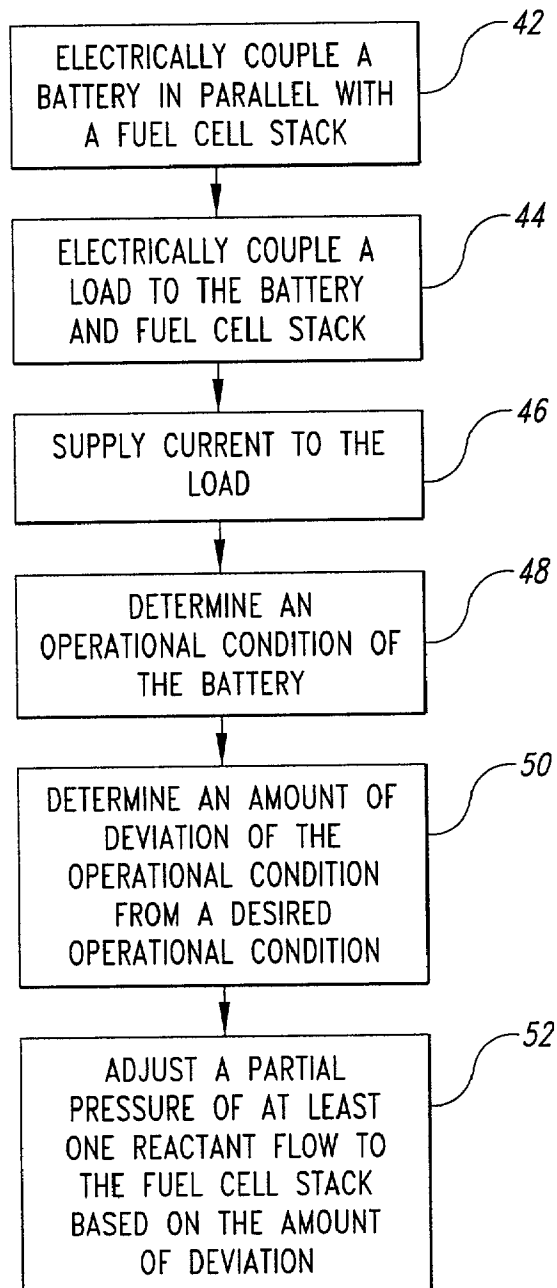 42
ELECTRICALLY COUPLE A
BATTERY IN PARALLEL WITH
A FUEL CELL STACK
44
ELECTRICALLY COUPLE A
LOAD TO THE BATTERY
AND FUEL CELL STACK
46
SUPPLY CURRENT TO THE
LOAD
48
DETERMINE AN
OPERATIONAL CONDITION OF
THE BATTERY
50
DETERMINE AN AMOUNT OF
DEVIATION OF THE
OPERATIONAL CONDITION
FROM A DESIRED
OPERATIONAL CONDITION
52
ADJUST A PARTIAL
PRESSURE OF AT LEAST
ONE REACTANT FLOW TO
THE FUEL CELL STACK
BASED ON THE AMOUNT
OF DEVIATION